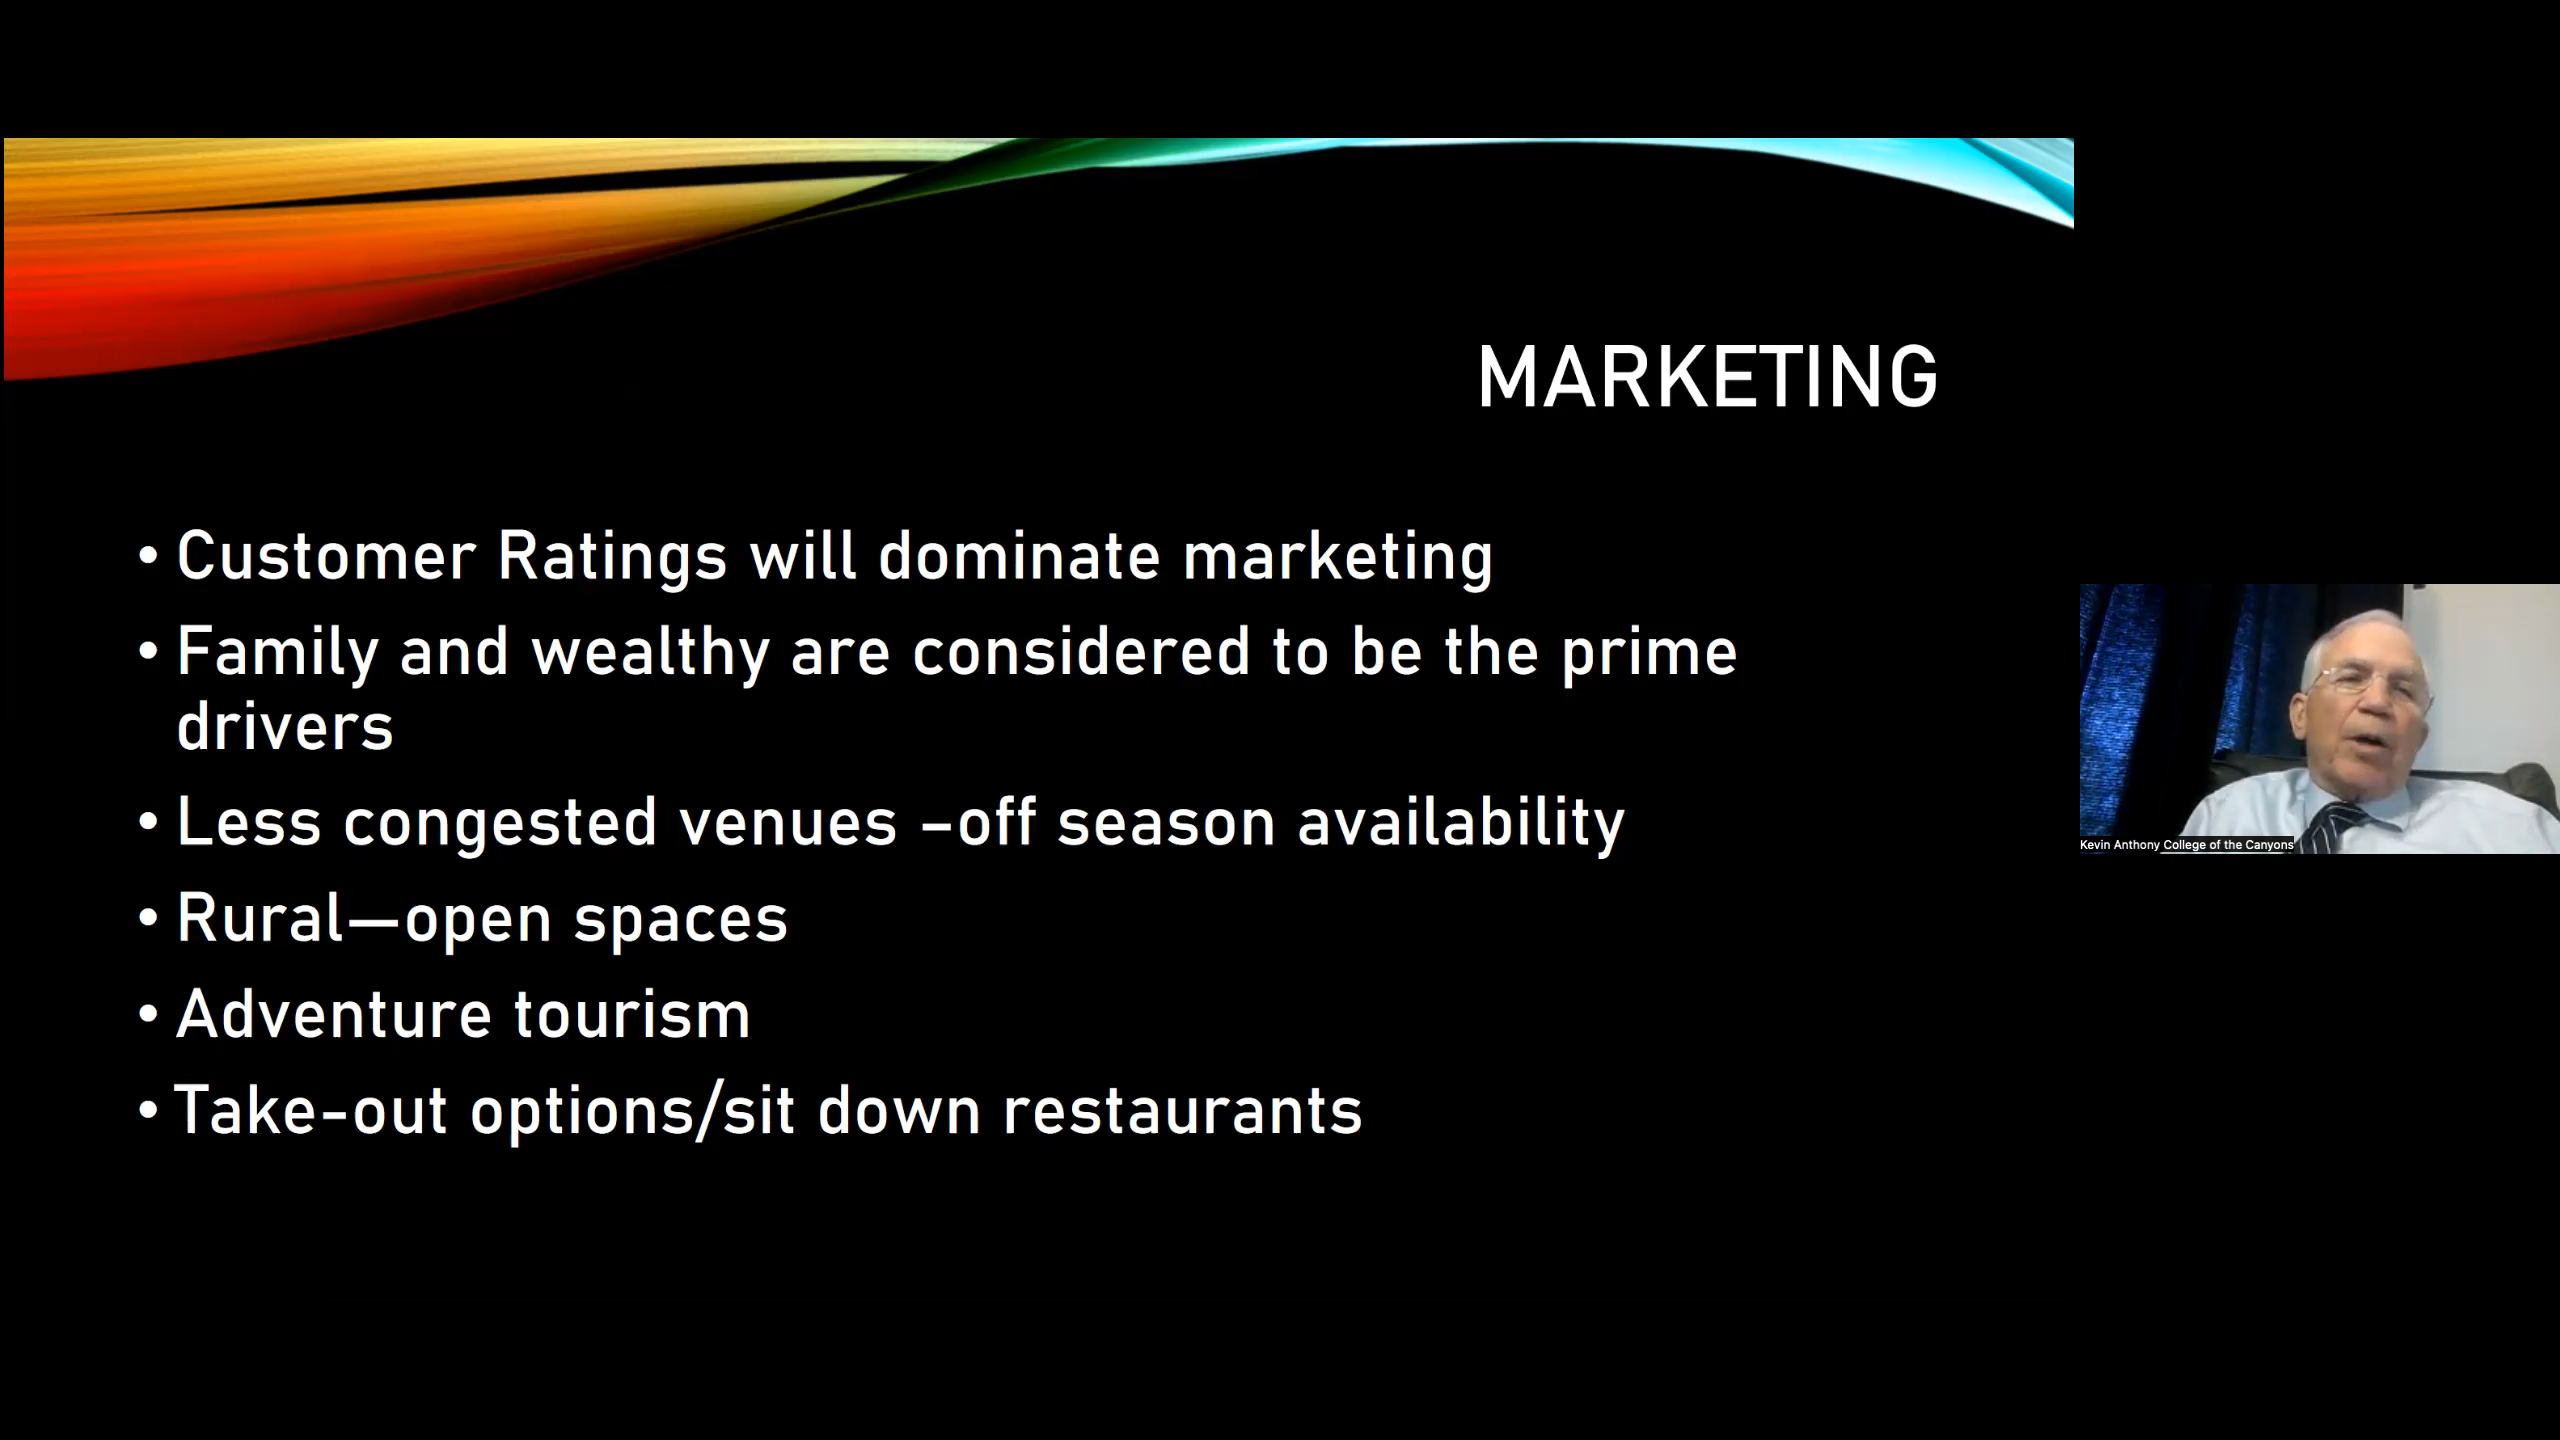 MARKETING
• Customer Ratings will dominate marketing
• Family and wealthy are considered to be the prime
drivers
• Less congested venues –off season availability
• Rural—open spaces
• Adventure tourism
• Take-out options/sit down restaurants
Kevin Anthony College of the Canyons